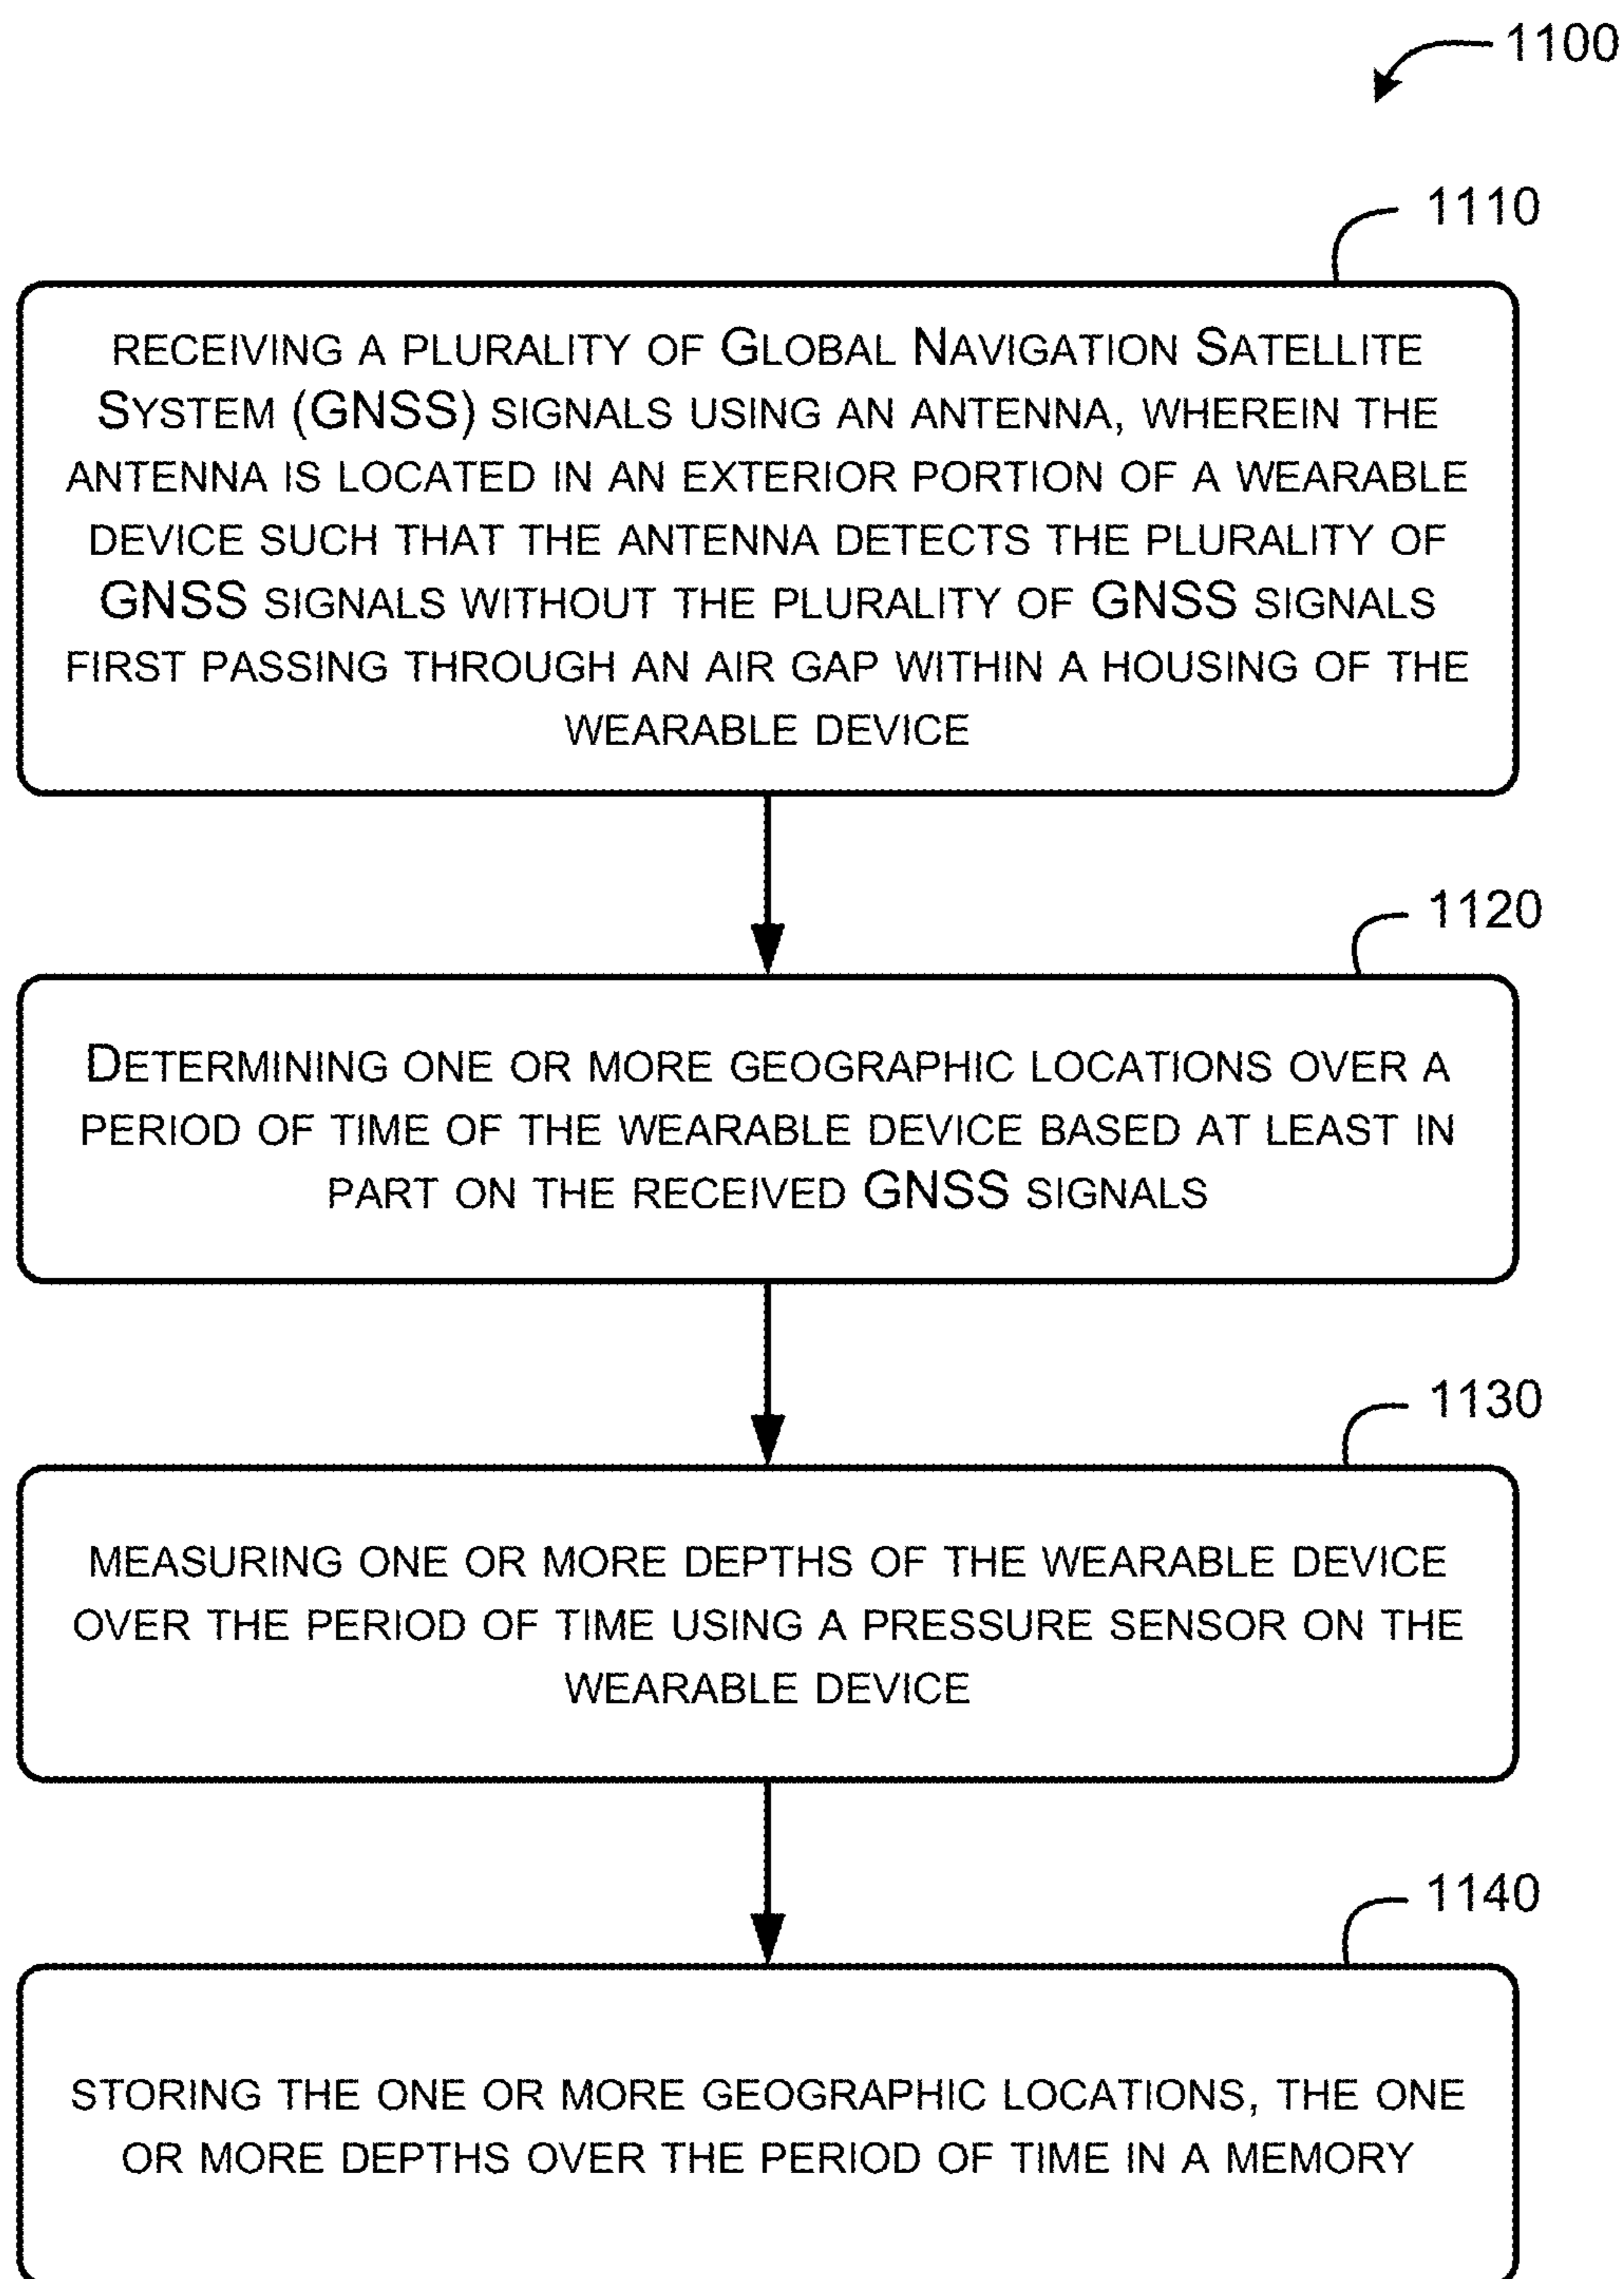 1100
1110
RECEIVING A PLURALITY OF GLOBAL NAVIGATION SATELLITE
SYSTEM (GNSS) SIGNALS USING AN ANTENNA, WHEREIN THE
ANTENNA IS LOCATED IN AN EXTERIOR PORTION OF A WEARABLE
DEVICE SUCH THAT THE ANTENNA DETECTS THE PLURALITY OF
GNSS SIGNALS WITHOUT THE PLURALITY OF GNSS SIGNALS
FIRST PASSING THROUGH AN AIR GAP WITHIN A HOUSING OF THE
WEARABLE DEVICE
1120
DETERMINING ONE OR MORE GEOGRAPHIC LOCATIONS OVER A
PERIOD OF TIME OF THE WEARABLE DEVICE BASED AT LEAST IN
PART ON THE RECEIVED GNSS SIGNALS
1130
MEASURING ONE OR MORE DEPTHS OF THE WEARABLE DEVICE
OVER THE PERIOD OF TIME USING A PRESSURE SENSOR ON THE
WEARABLE DEVICE
1140
STORING THE ONE OR MORE GEOGRAPHIC LOCATIONS, THE ONE
OR MORE DEPTHS OVER THE PERIOD OF TIME IN A MEMORY